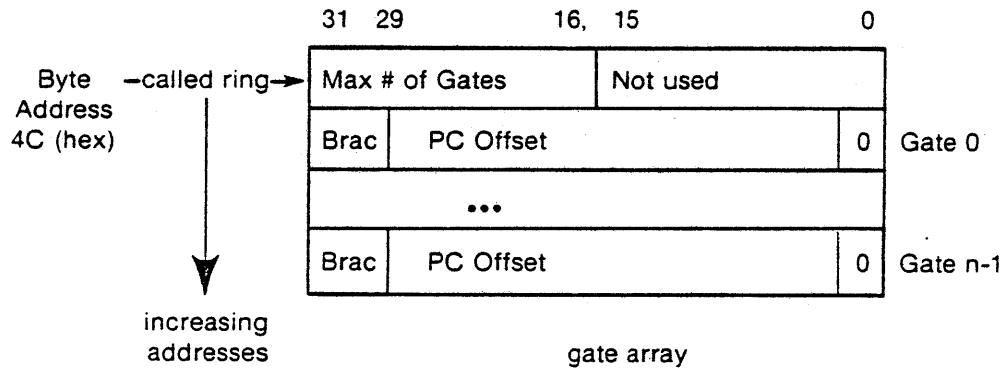 31 29 16, 15 0
Byte Address 4C (hex)
called ring
Max # of Gates Not used
Brac PC Offset 0 Gate 0
•••
Brac PC Offset 0 Gate n-1
increasing
addresses
gate array